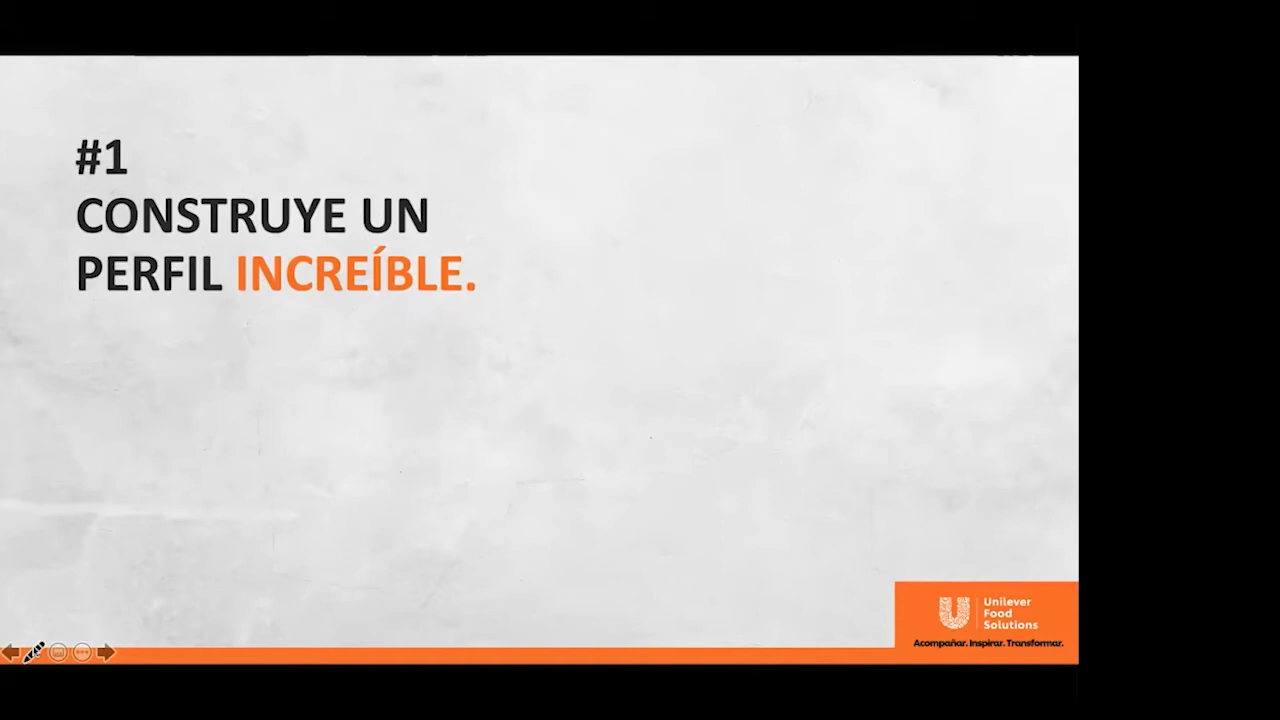 #1
CONSTRUYE UN
PERFIL INCREÍBLE.
Unilever
Food
Solutions
Acompañar. Inspirar. Transformar.